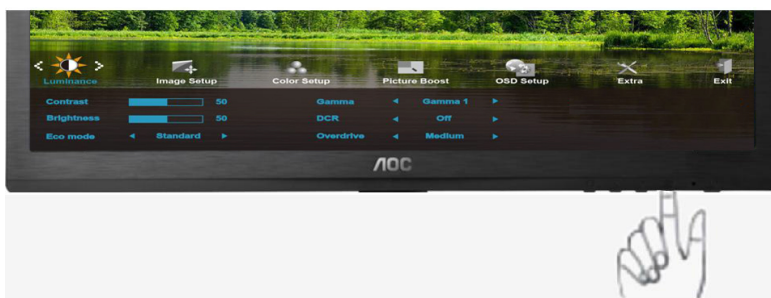 Luminance
Image Setup
Color Setup
Picture Boost
OSD Setup
Extra
Exit
Contrast 50 Gamma Gamma 1
Brightness 50 DCR Off
Eco mode Standard Overdrive Medium
AOC